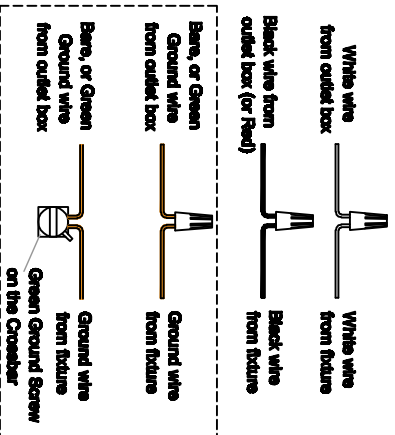 White wire
from outlet box
White wire
from fixture
Black wire from
outlet box (or Red)
Black wire
from fixture
Bare, or Green
Ground wire
from outlet box
Ground wire
from fixture
Bare, or Green
Ground wire
from outlet box
Ground wire
from fixture
Green Ground Screw
on the Crossbar